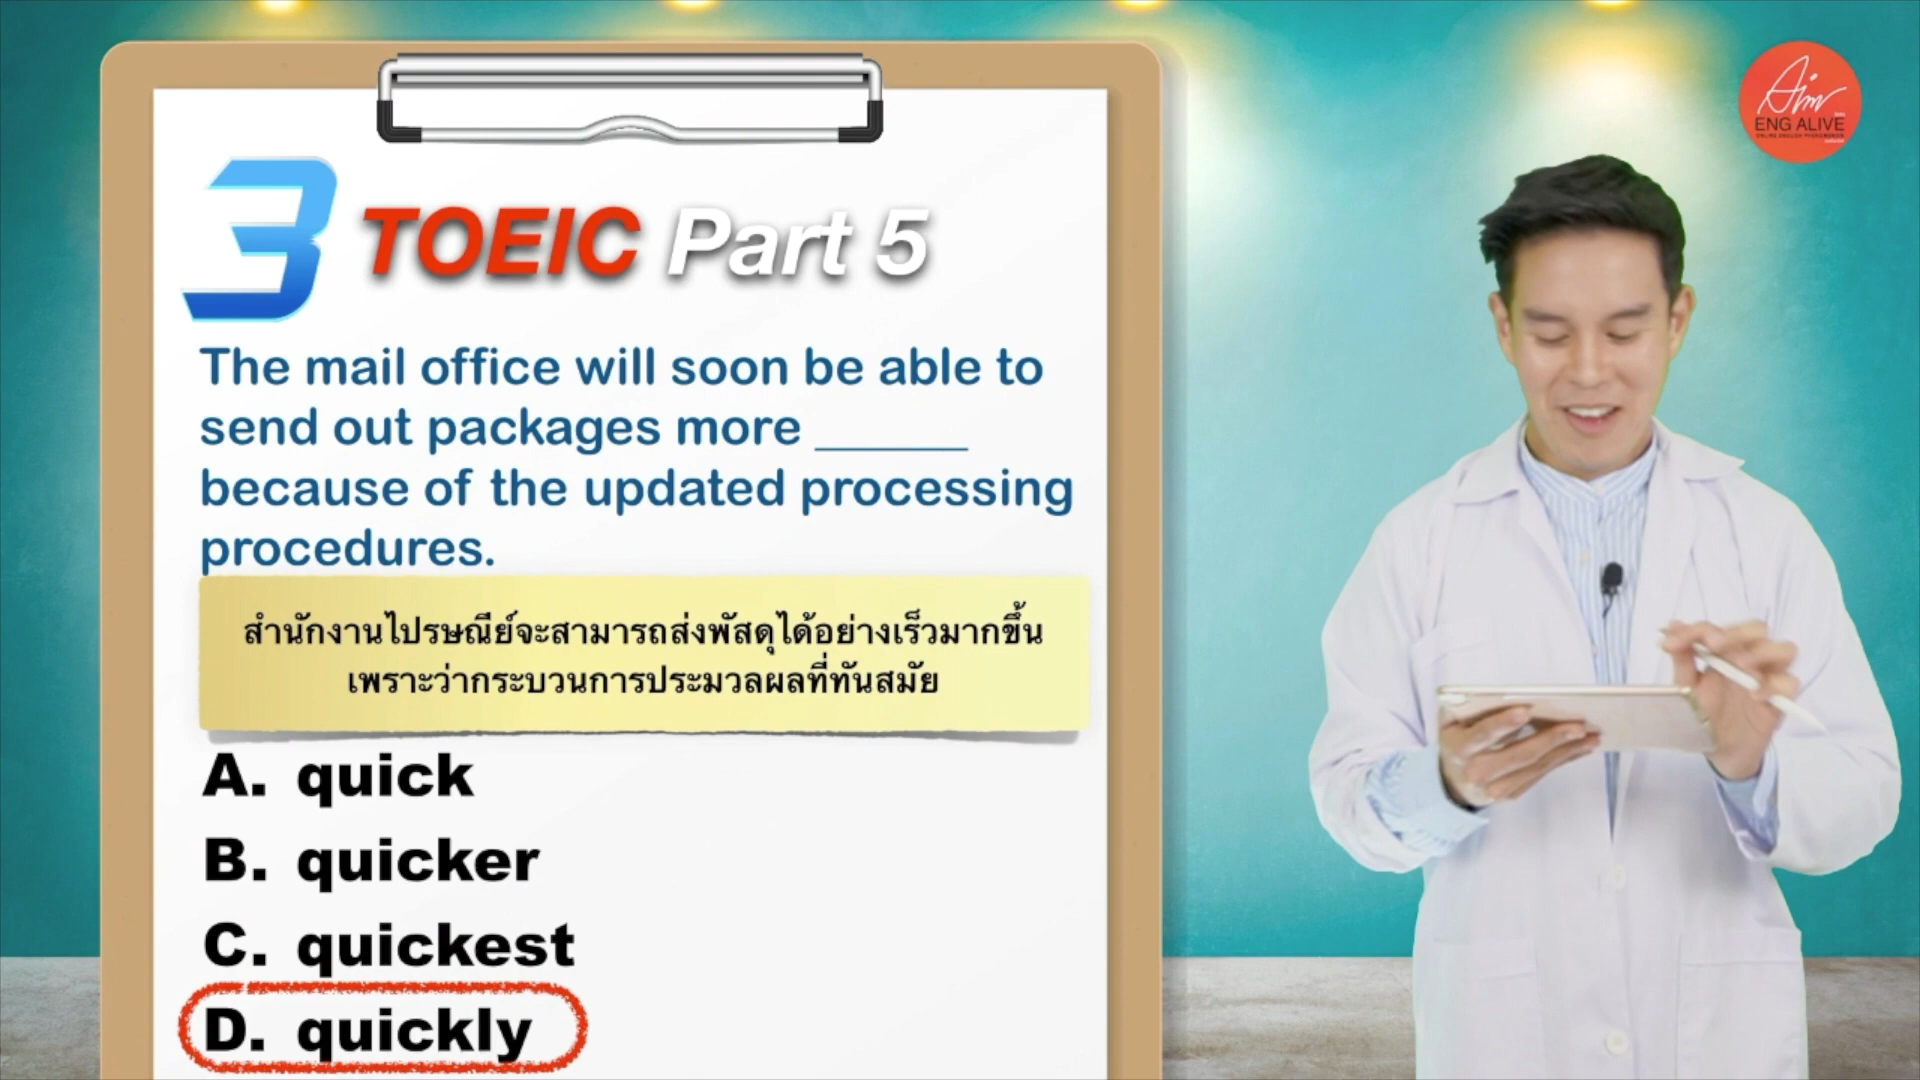 Aim
ENG ALIVE
3 TOEIC Part 5
The mail office will soon be able to
send out packages more ______
because of the updated processing
procedures.
สำนักงานไปรษณีย์จะสามารถส่งพัสดุได้อย่างเร็วมากขึ้น
เพราะว่ากระบวนการประมวลผลที่ทันสมัย
A. quick
B. quicker
C. quickest
D. quickly